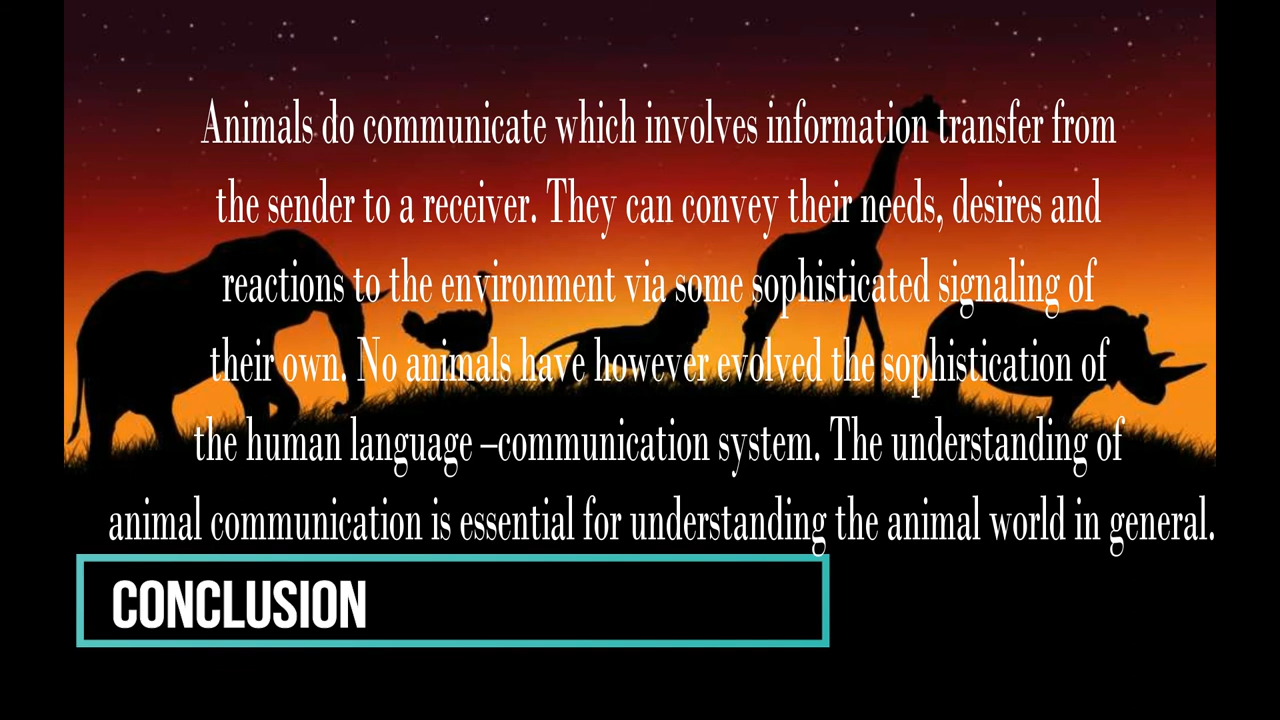 Animals do communicate which involves information transfer from
the sender to a receiver. They can convey their needs, desires and
reactions to the environment via some sophisticated signaling of
their own. No animals have however evolved the sophistication of
the human language –communication system. The understanding of
animal communication is essential for understanding the animal world in general.
CONCLUSION